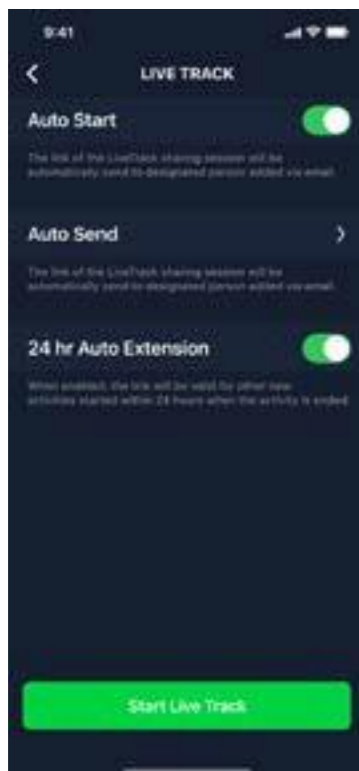 9:41
LIVE TRACK
Auto Start
The link of the LiveTrack sharing session will be
automatically send to designated person added via email.
Auto Send
The link of the LiveTrack sharing session will be
automatically send to designated person added via email.
24 hr Auto Extension
When enabled, the link will be valid for other new
activities started within 24 hours when the activity is ended
Start Live Track